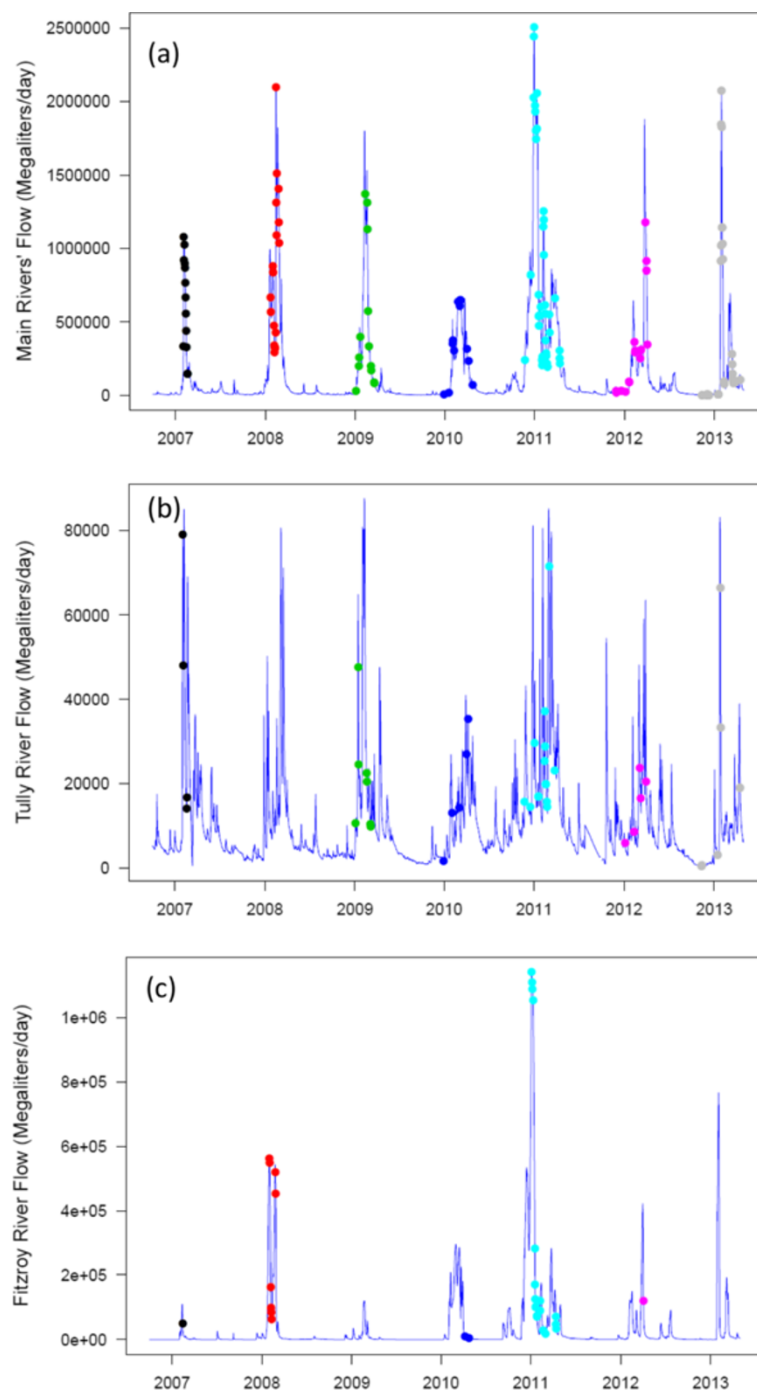 (a)
Main Rivers' Flow (Megaliters/day)
2500000
2000000
1500000
1000000
500000
0
2007 2008 2009 2010 2011 2012 2013
(b)
Tully River Flow (Megaliters/day)
80000
60000
40000
20000
0
2007 2008 2009 2010 2011 2012 2013
(c)
Fitzroy River Flow (Megaliters/day)
1e+06
8e+05
6e+05
4e+05
2e+05
0e+00
2007 2008 2009 2010 2011 2012 2013